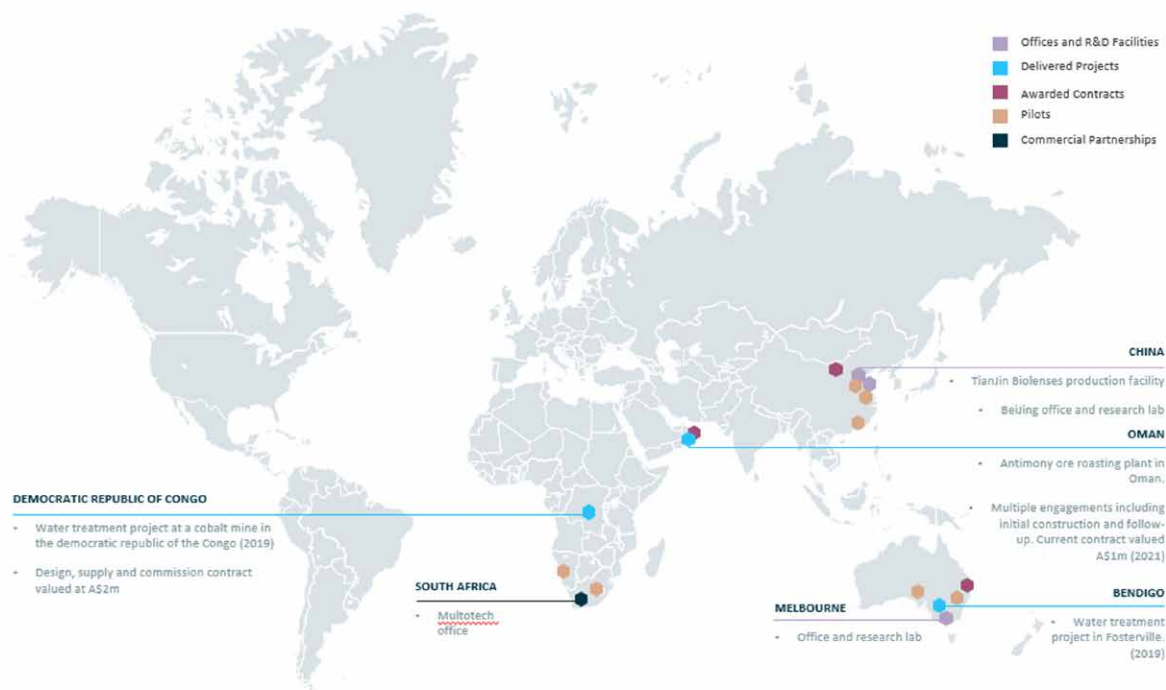 Offices and R&D Facilities
Delivered Projects
Awarded Contracts
Pilots
Commercial Partnerships
CHINA
• TianJin Biolenses production facility
• Beijing office and research lab
OMAN
• Antimony ore roasting plant in
Oman.
• Multiple engagements including
initial construction and follow-
up. Current contract valued
A$1m (2021)
DEMOCRATIC REPUBLIC OF CONGO
• Water treatment project at a cobalt mine in
the democratic republic of the Congo (2019)
• Design, supply and commission contract
valued at A$2m
SOUTH AFRICA
• Multotech
office
MELBOURNE
• Office and research lab
BENDIGO
• Water treatment
project in Fosterville.
(2019)